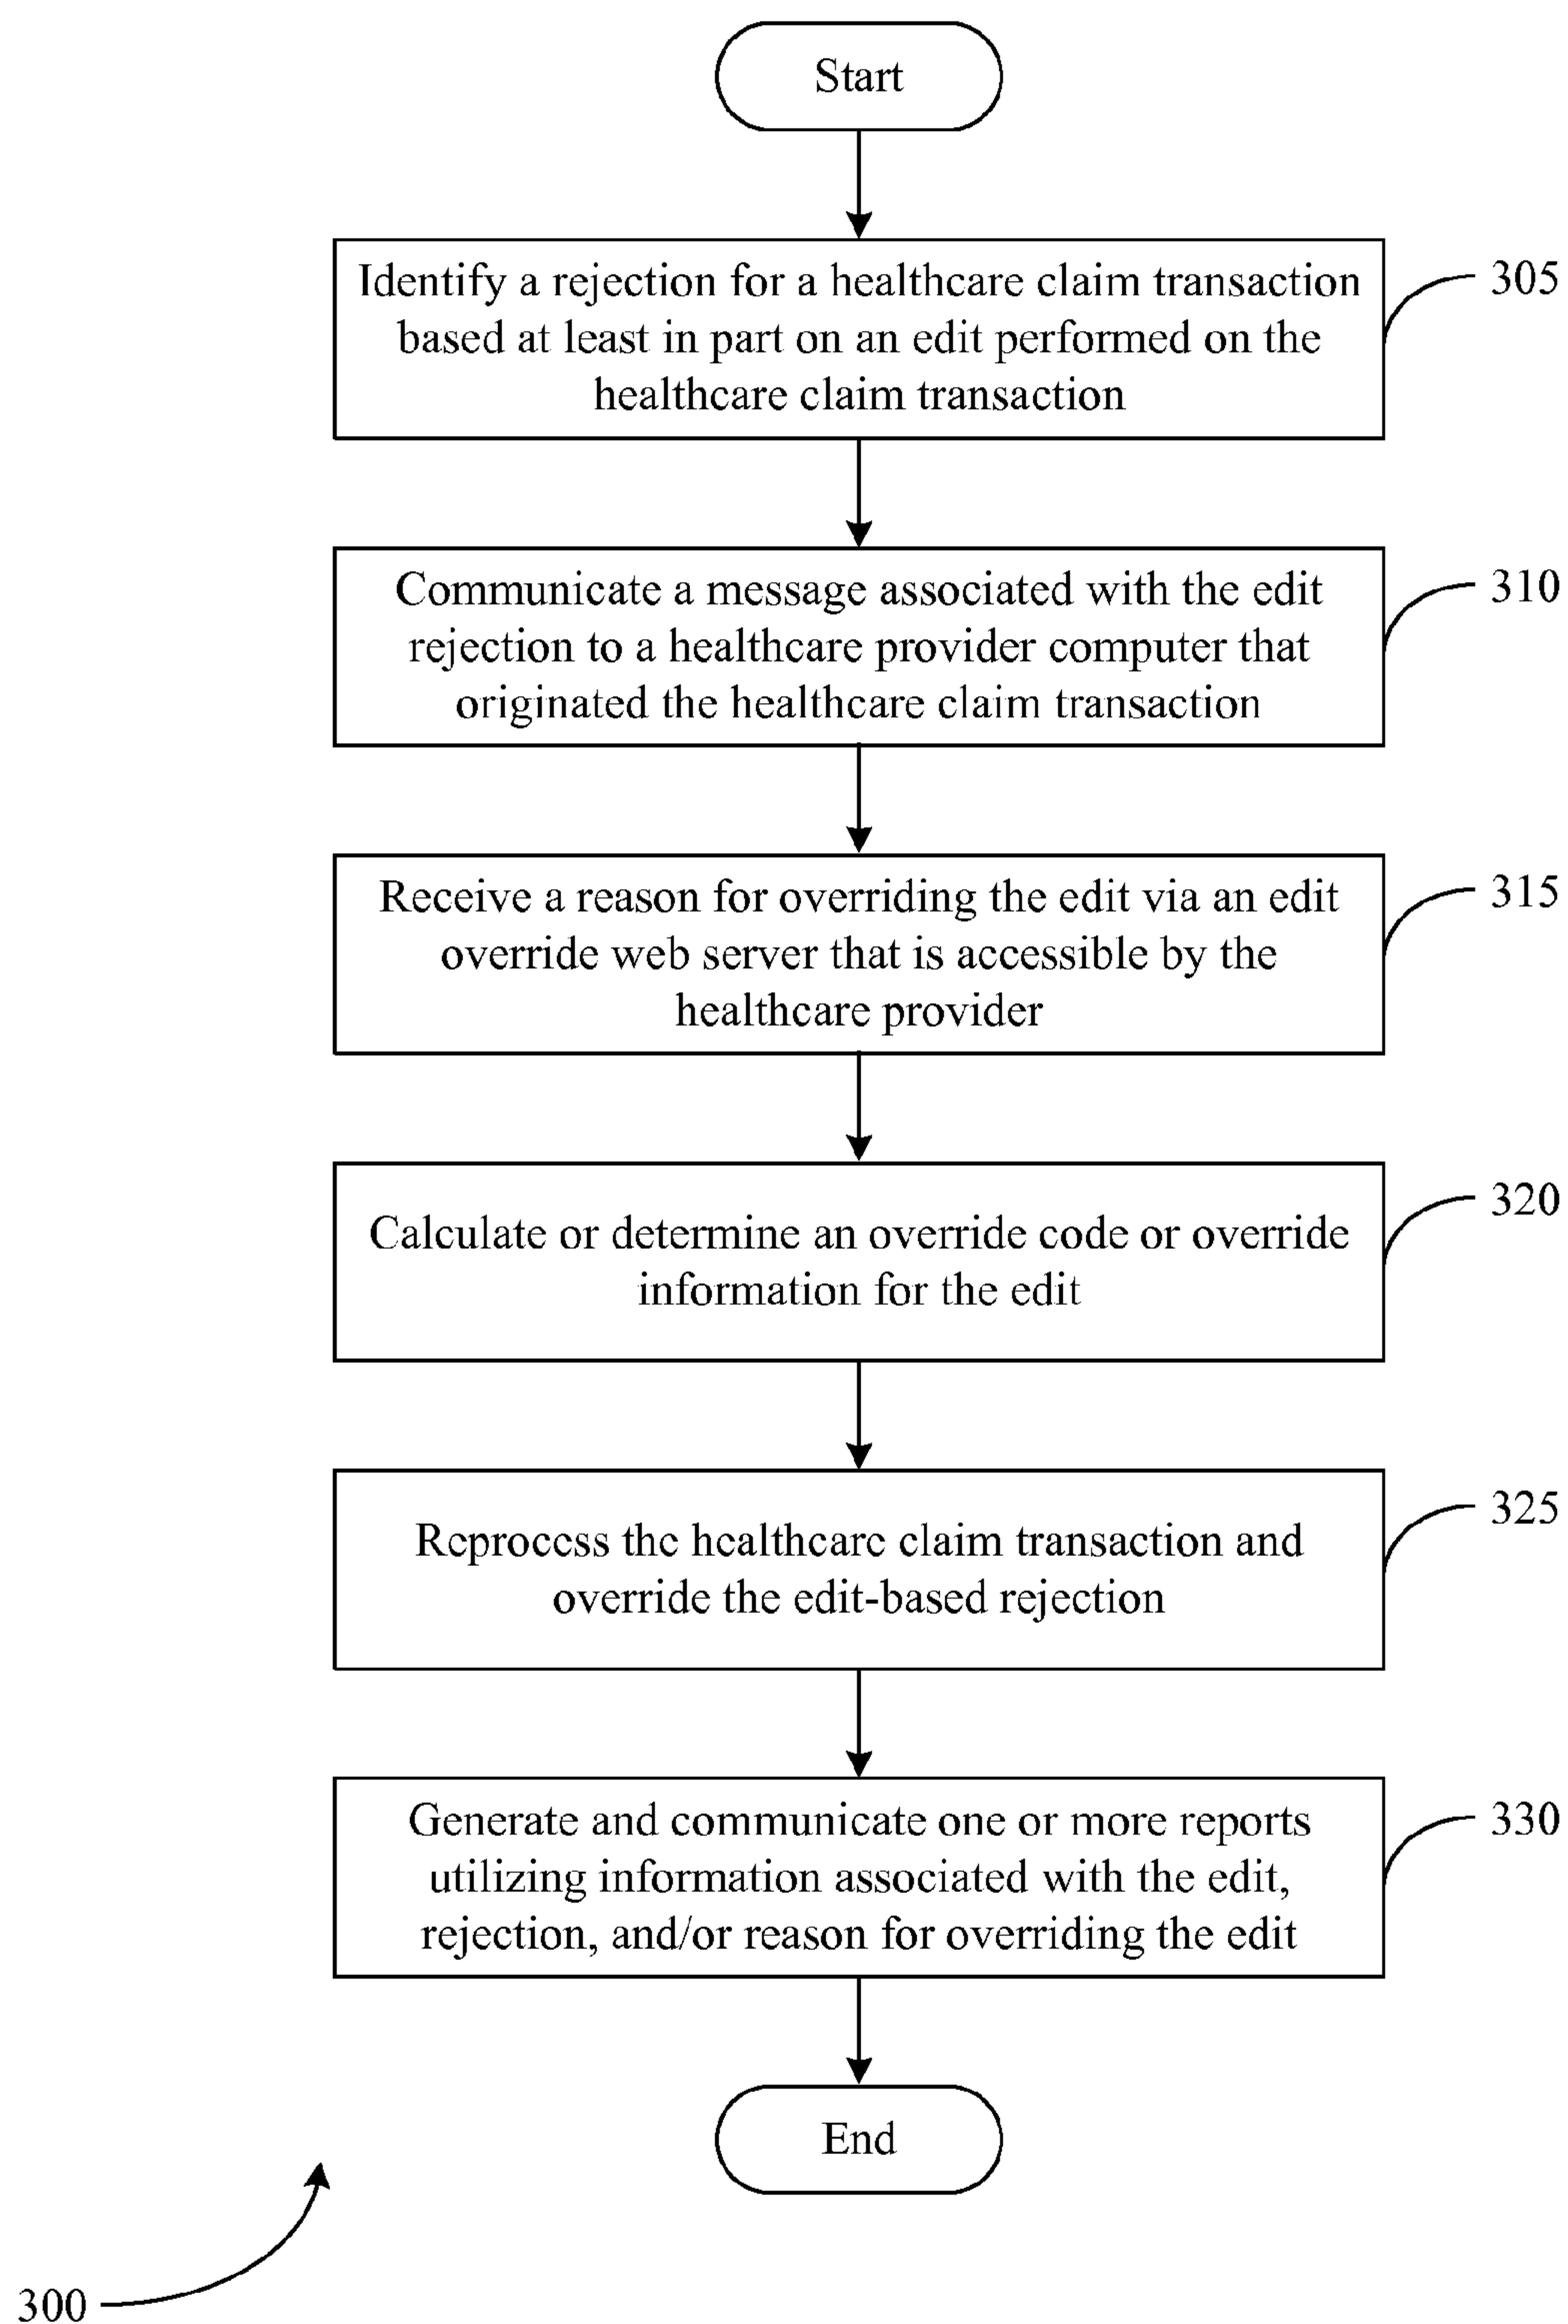 Start
Identify a rejection for a healthcare claim transaction
based at least in part on an edit performed on the
healthcare claim transaction
305
Communicate a message associated with the edit
rejection to a healthcare provider computer that
originated the healthcare claim transaction
310
Receive a reason for overriding the edit via an edit
override web server that is accessible by the
healthcare provider
315
Calculate or determine an override code or override
information for the edit
320
Reprocess the healthcare claim transaction and
override the edit-based rejection
325
Generate and communicate one or more reports
utilizing information associated with the edit,
rejection, and/or reason for overriding the edit
330
End
300